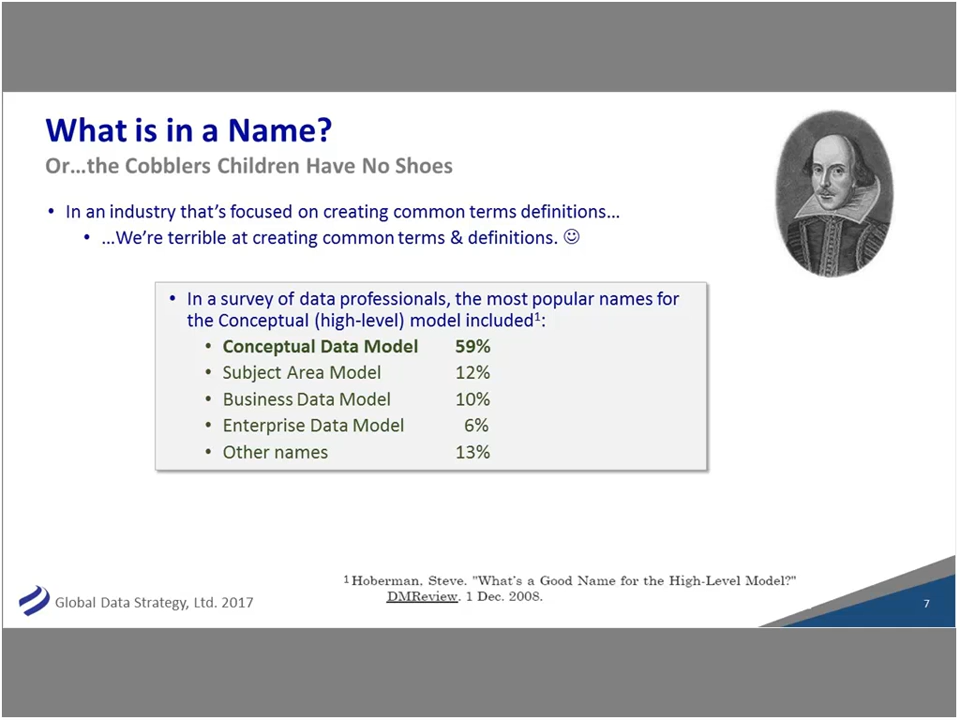 What is in a Name?
Or...the Cobblers Children Have No Shoes
• In an industry that's focused on creating common terms definitions...
• ...We're terrible at creating common terms & definitions. ☺
• In a survey of data professionals, the most popular names for
the Conceptual (high-level) model included¹:
• Conceptual Data Model 59%
• Subject Area Model 12%
• Business Data Model 10%
• Enterprise Data Model 6%
• Other names 13%
¹ Hoberman, Steve. "What's a Good Name for the High-Level Model?"
DMReview. 1 Dec. 2008.
Global Data Strategy, Ltd. 2017
7